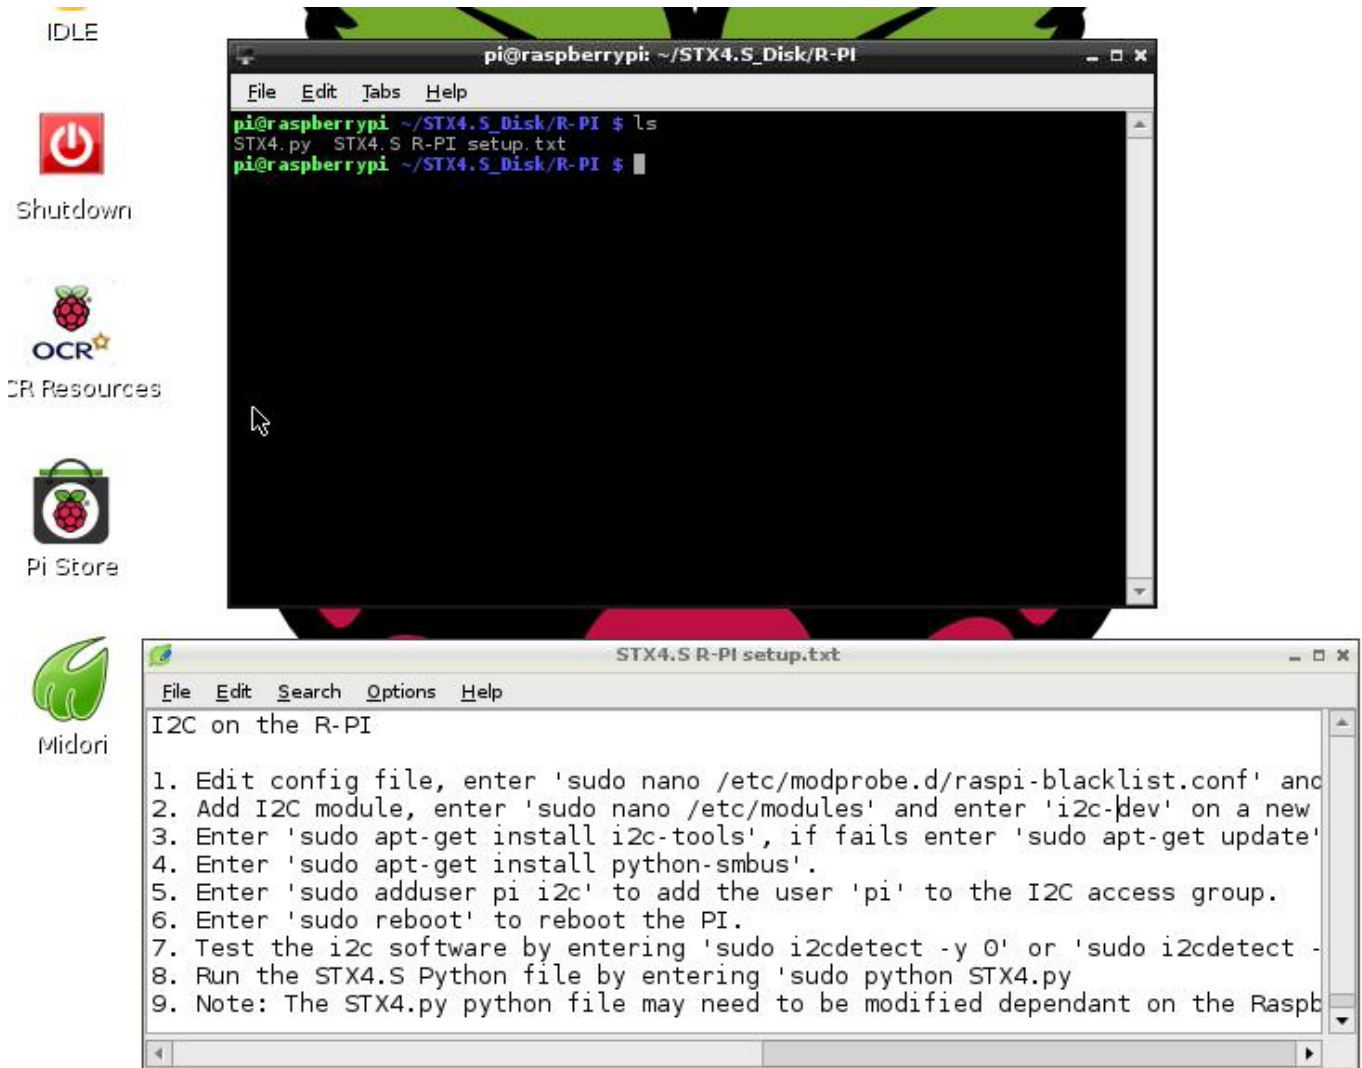 IDLE
Shutdown
OCR
CR Resources
Pi Store
Midori
pi@raspberrypi: ~/STX4.S_Disk/R-PI
File Edit Tabs Help
pi@raspberrypi ~/STX4.S_Disk/R-PI $ ls
STX4.py  STX4.S R-PI setup.txt
pi@raspberrypi ~/STX4.S_Disk/R-PI $
STX4.S R-PI setup.txt
File Edit Search Options Help
I2C on the R-PI
1. Edit config file, enter 'sudo nano /etc/modprobe.d/raspi-blacklist.conf' and
2. Add I2C module, enter 'sudo nano /etc/modules' and enter 'i2c-dev' on a new
3. Enter 'sudo apt-get install i2c-tools', if fails enter 'sudo apt-get update'
4. Enter 'sudo apt-get install python-smbus'.
5. Enter 'sudo adduser pi i2c' to add the user 'pi' to the I2C access group.
6. Enter 'sudo reboot' to reboot the PI.
7. Test the i2c software by entering 'sudo i2cdetect -y 0' or 'sudo i2cdetect -
8. Run the STX4.S Python file by entering 'sudo python STX4.py
9. Note: The STX4.py python file may need to be modified dependant on the Raspb